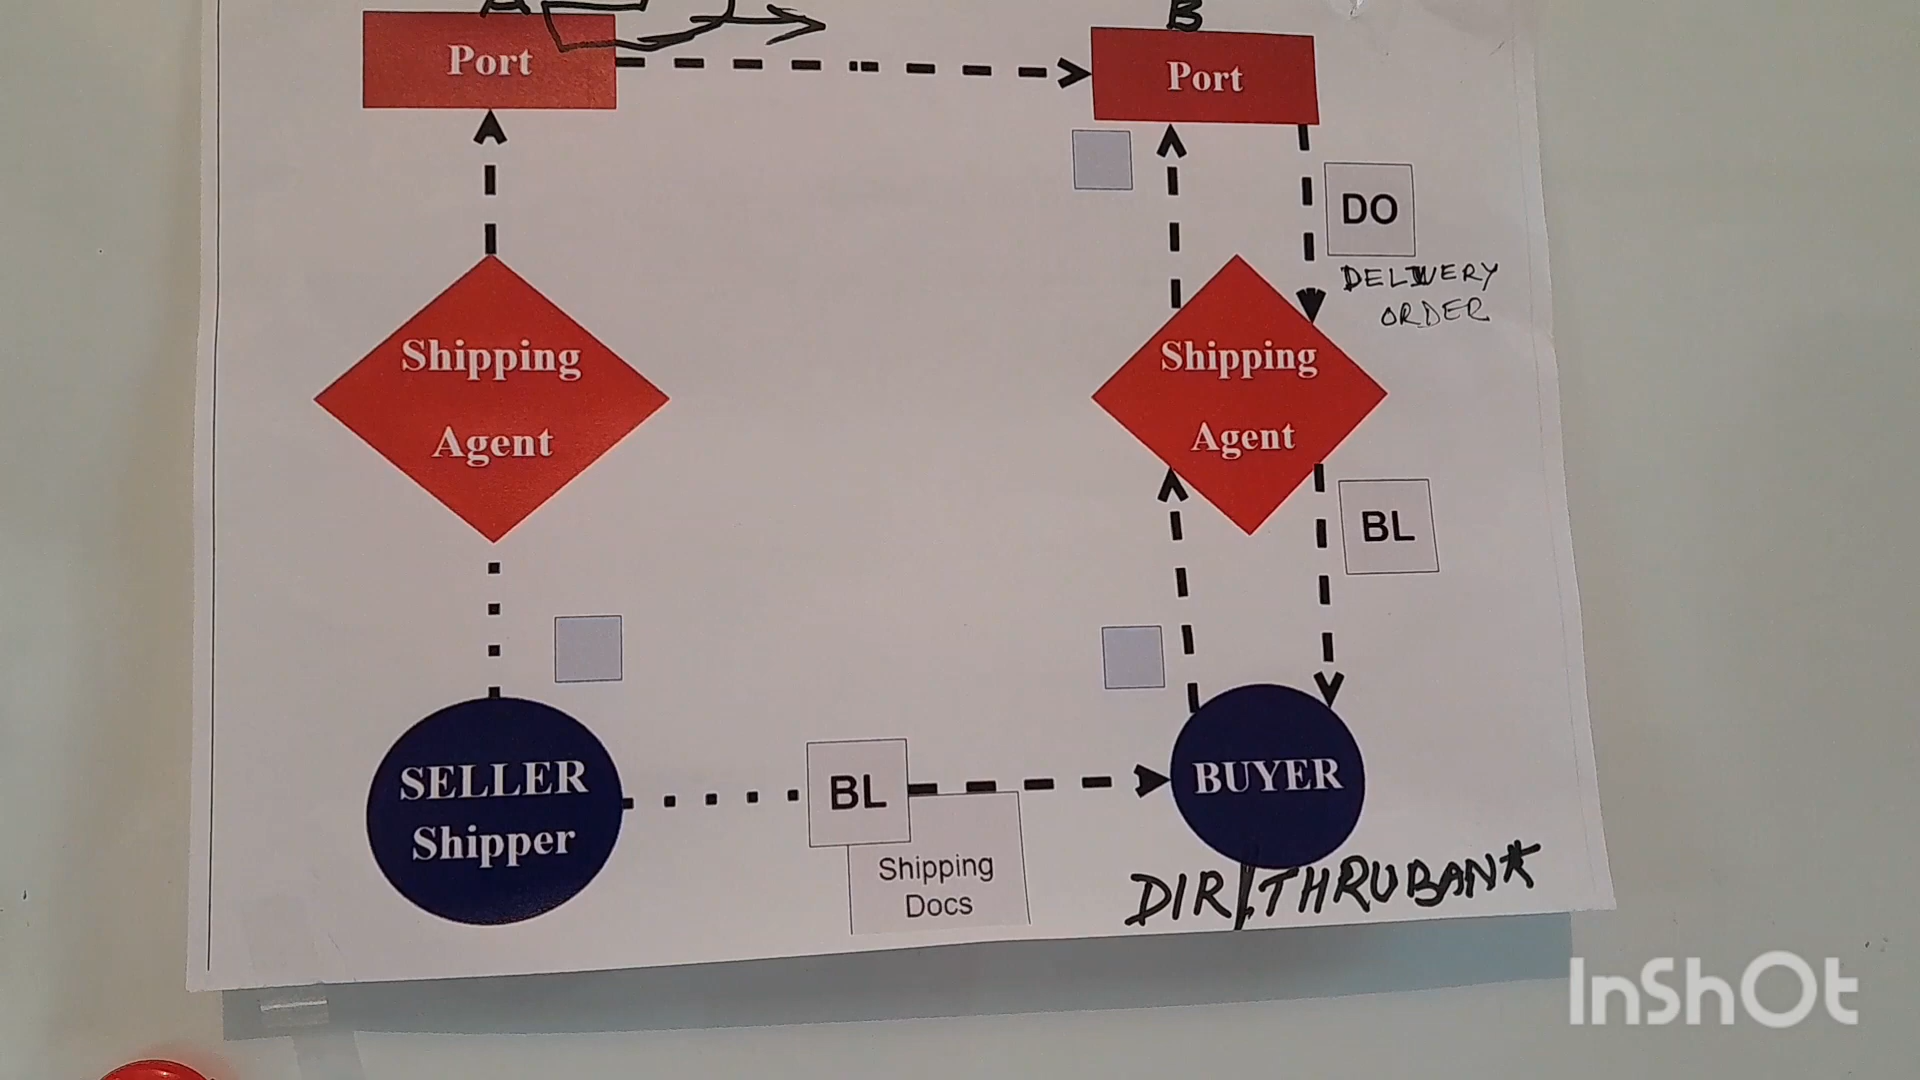 A
B
Port
Port
DO
DELIVERY
ORDER
Shipping
Agent
Shipping
Agent
BL
SELLER
Shipper
BL
BUYER
Shipping
Docs
DIR/THRUBANK
InShOt